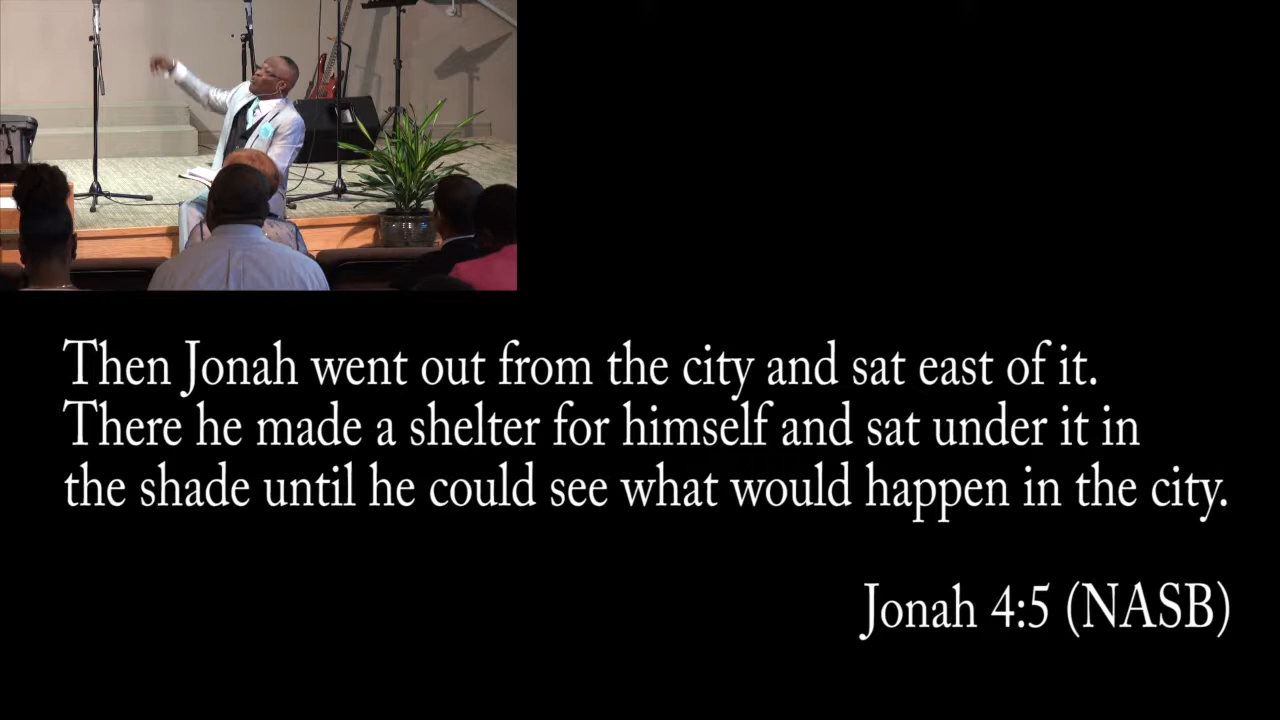 Then Jonah went out from the city and sat east of it.
There he made a shelter for himself and sat under it in
the shade until he could see what would happen in the city.
Jonah 4:5 (NASB)